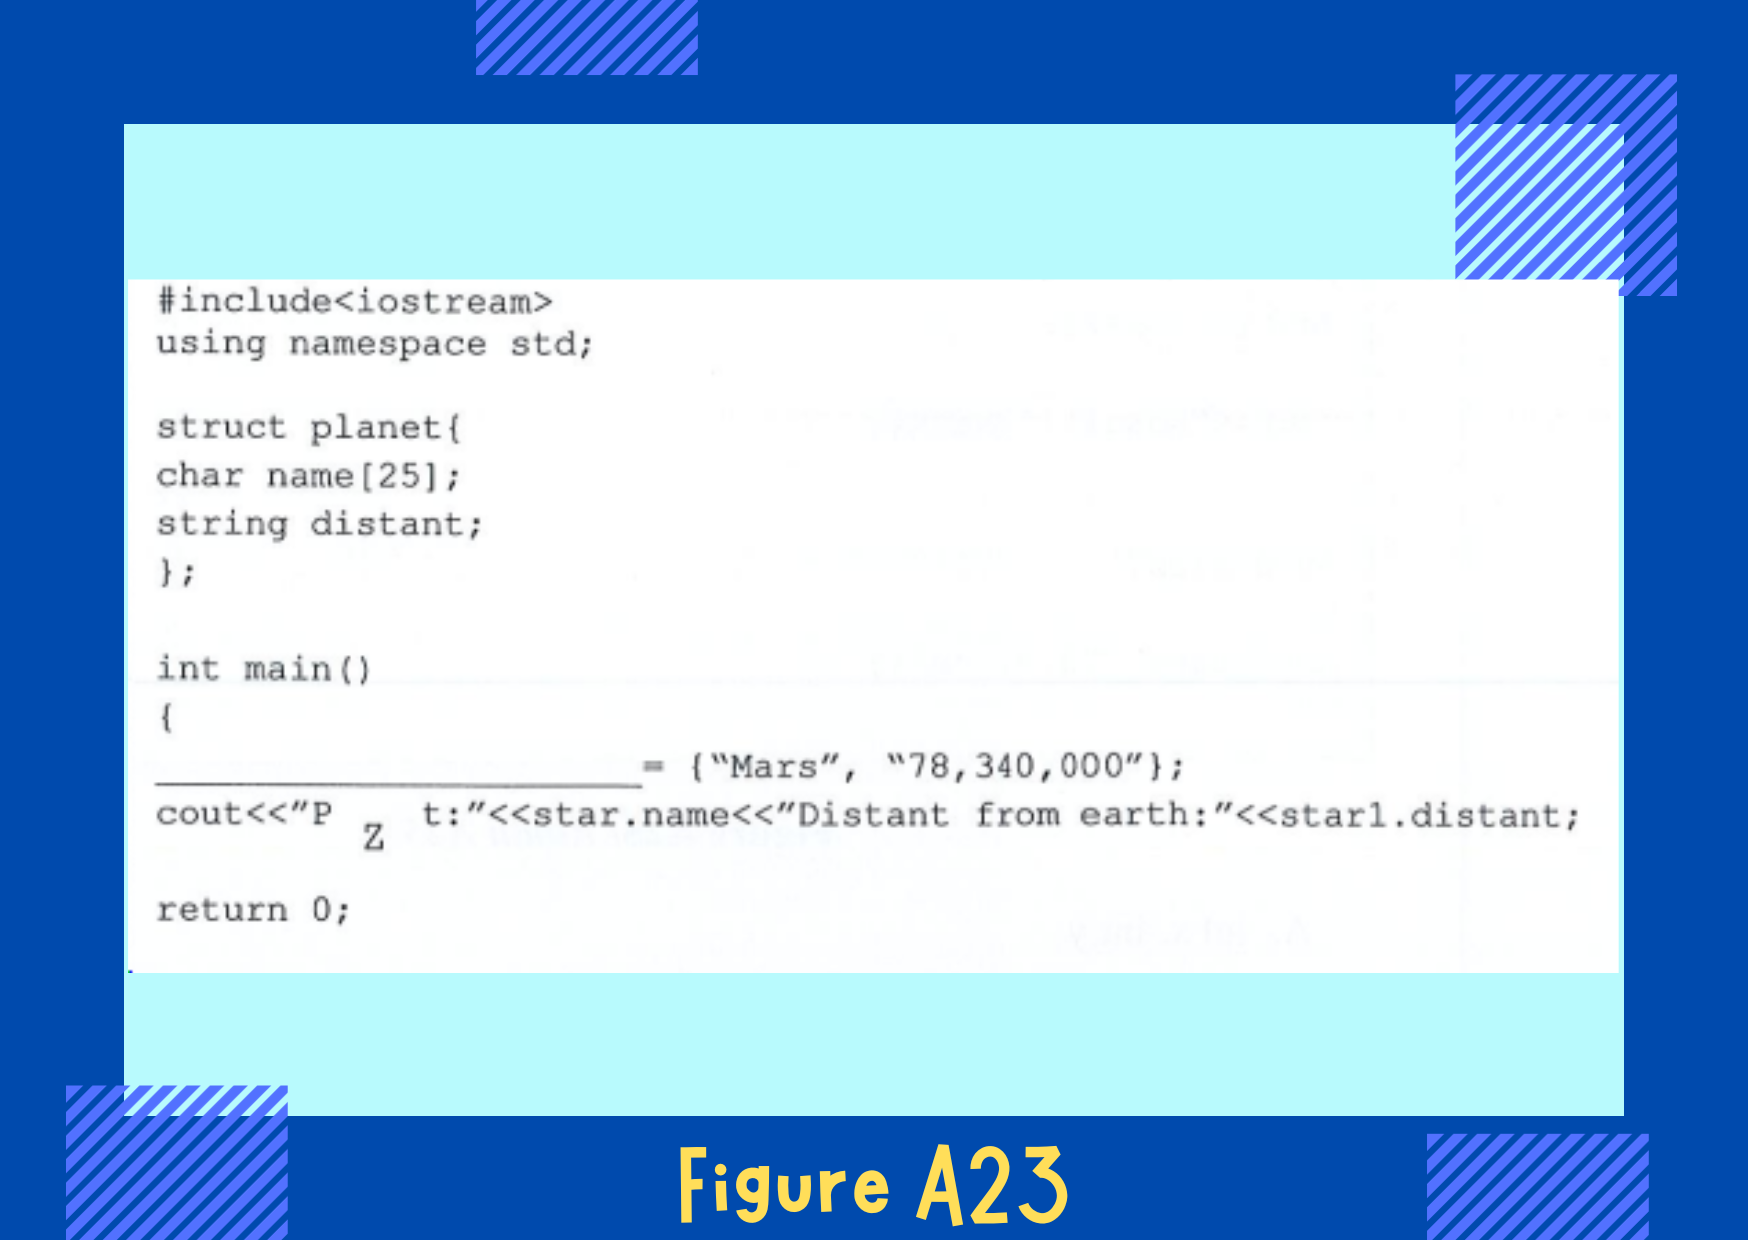 #include<iostream>
using namespace std;
struct planet{
char name[25];
string distant;
};
int main()
{
= {“Mars”, “78,340,000”};
cout<<”P t:”<<star.name<<”Distant from earth:”<<star1.distant;
Z
return 0;
Figure A23